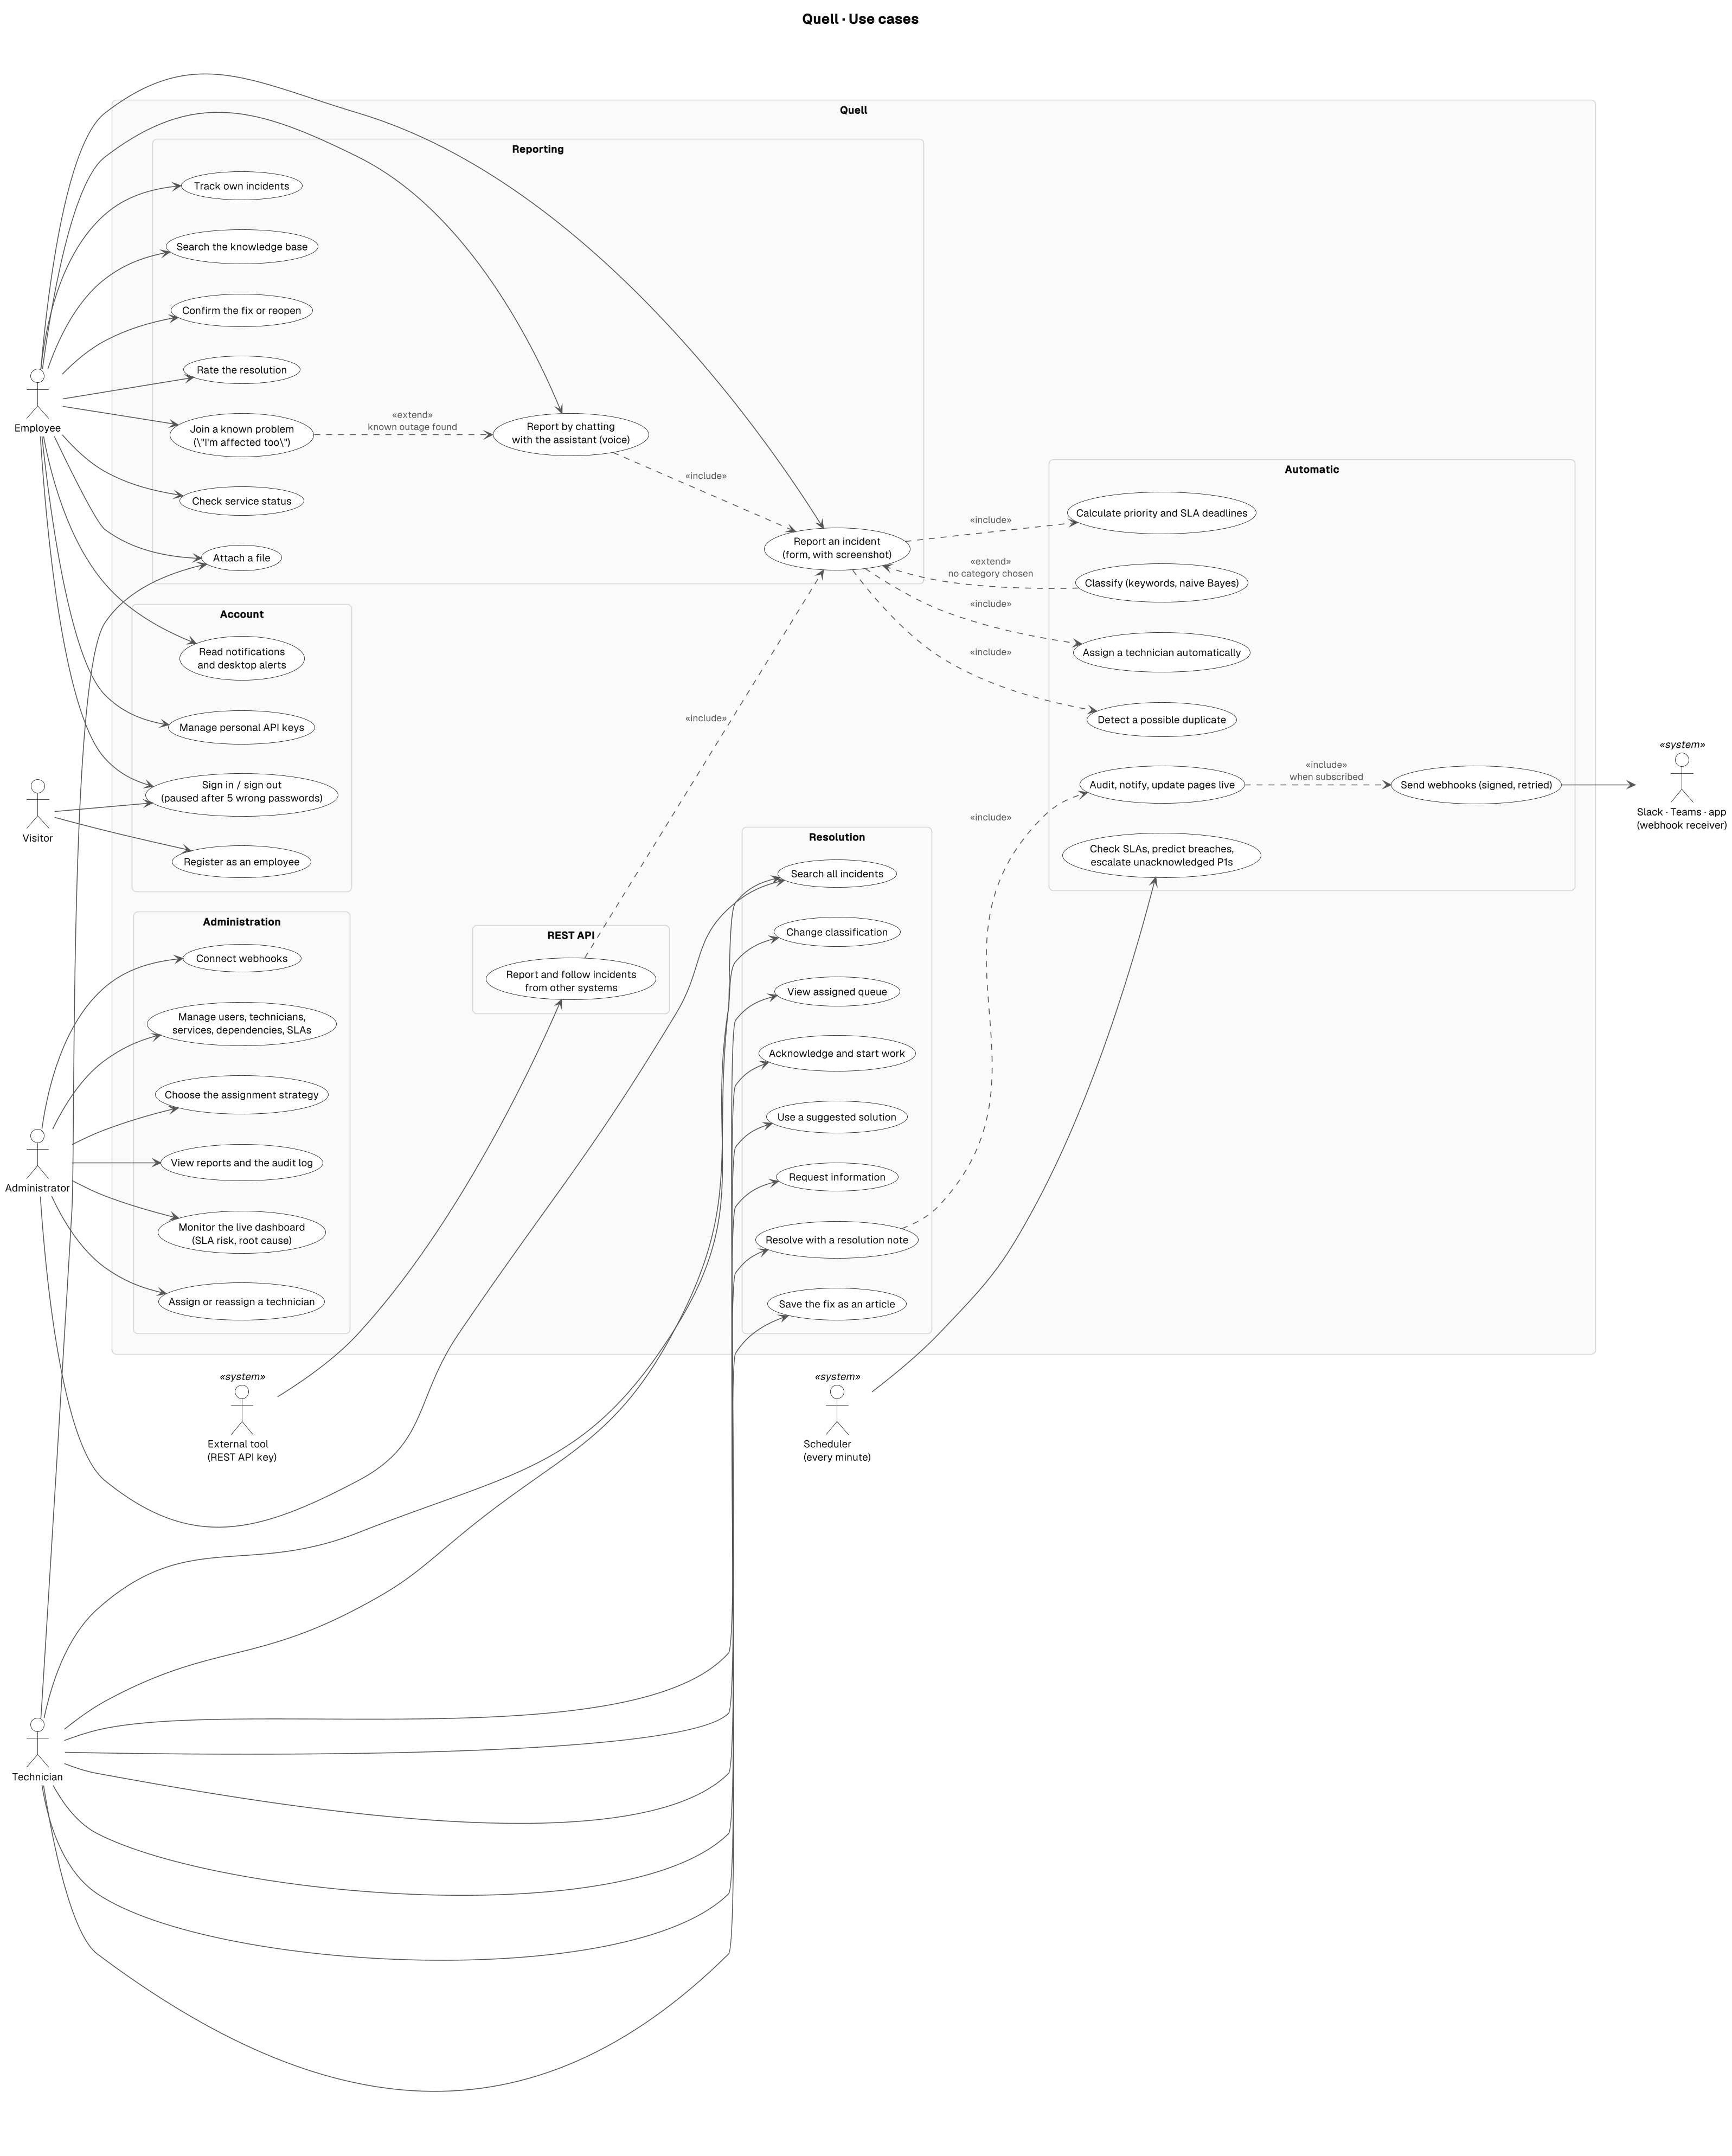 Quell · Use cases
Quell
Reporting
Track own incidents
Search the knowledge base
Confirm the fix or reopen
Rate the resolution
Employee
Join a known problem
(\"I'm affected too\")
«extend»
known outage found
Report by chatting
with the assistant (voice)
«include»
Check service status
Attach a file
Report an incident
(form, with screenshot)
Automatic
«include»
Calculate priority and SLA deadlines
«extend»
no category chosen
Classify (keywords, naive Bayes)
«include»
Assign a technician automatically
«include»
Detect a possible duplicate
Audit, notify, update pages live
«include»
when subscribed
Send webhooks (signed, retried)
«system»
Slack · Teams · app
(webhook receiver)
Check SLAs, predict breaches,
escalate unacknowledged P1s
Account
Read notifications
and desktop alerts
Manage personal API keys
«include»
Sign in / sign out
(paused after 5 wrong passwords)
Visitor
Register as an employee
«include»
Administration
Connect webhooks
Manage users, technicians,
services, dependencies, SLAs
Choose the assignment strategy
View reports and the audit log
Administrator
Monitor the live dashboard
(SLA risk, root cause)
Assign or reassign a technician
REST API
Report and follow incidents
from other systems
Resolution
Search all incidents
Change classification
View assigned queue
Acknowledge and start work
Use a suggested solution
Request information
Resolve with a resolution note
Save the fix as an article
«system»
External tool
(REST API key)
«system»
Scheduler
(every minute)
Technician